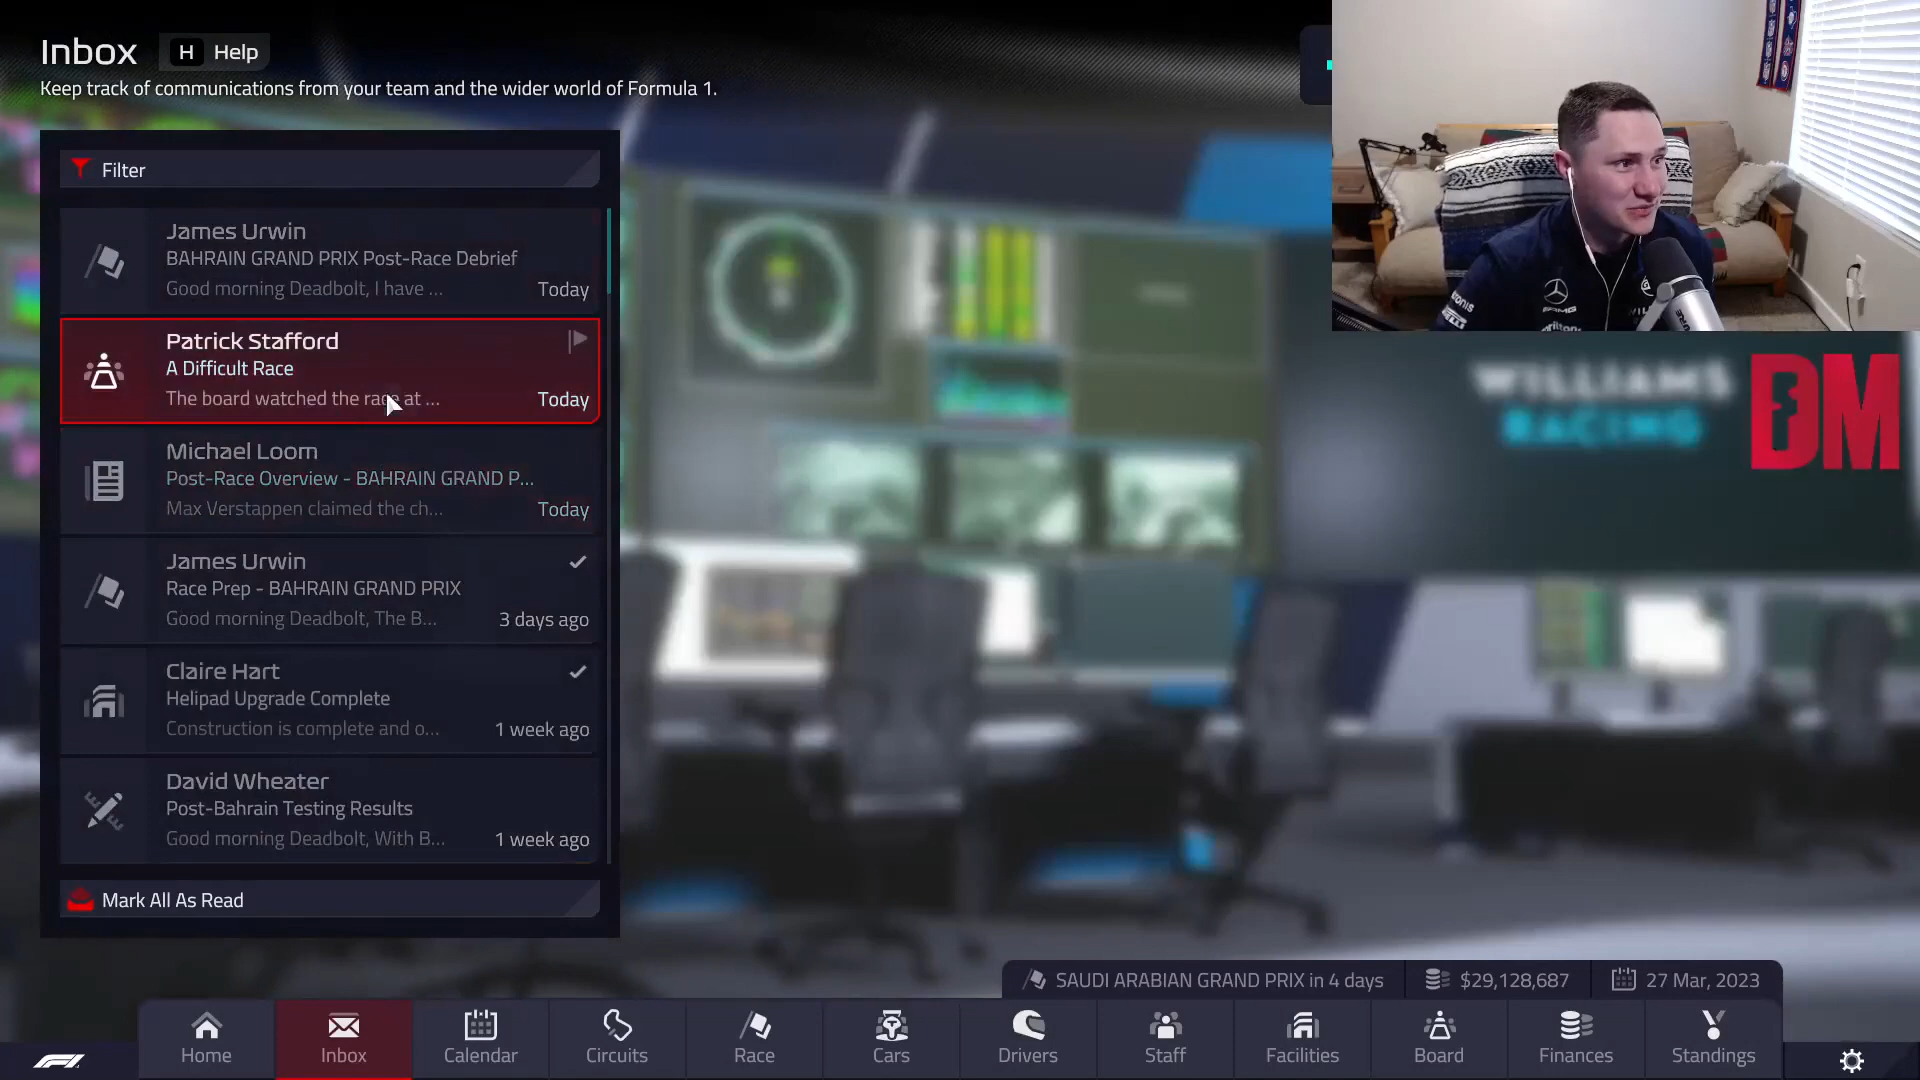 Inbox
H Help
Keep track of communications from your team and the wider world of Formula 1.
Filter
James Urwin
BAHRAIN GRAND PRIX Post-Race Debrief
Good morning Deadbolt, I have ...
Today
Patrick Stafford
A Difficult Race
The board watched the race at ...
Today
Michael Loom
Post-Race Overview - BAHRAIN GRAND P...
Max Verstappen claimed the ch...
Today
James Urwin
Race Prep - BAHRAIN GRAND PRIX
Good morning Deadbolt, The B...
3 days ago
Claire Hart
Helipad Upgrade Complete
Construction is complete and o...
1 week ago
David Wheater
Post-Bahrain Testing Results
Good morning Deadbolt, With B...
1 week ago
Mark All As Read
WILLIAMS
RACING
DM
SAUDI ARABIAN GRAND PRIX in 4 days
$29,128,687
27 Mar, 2023
Home
Inbox
Calendar
Circuits
Race
Cars
Drivers
Staff
Facilities
Board
Finances
Standings